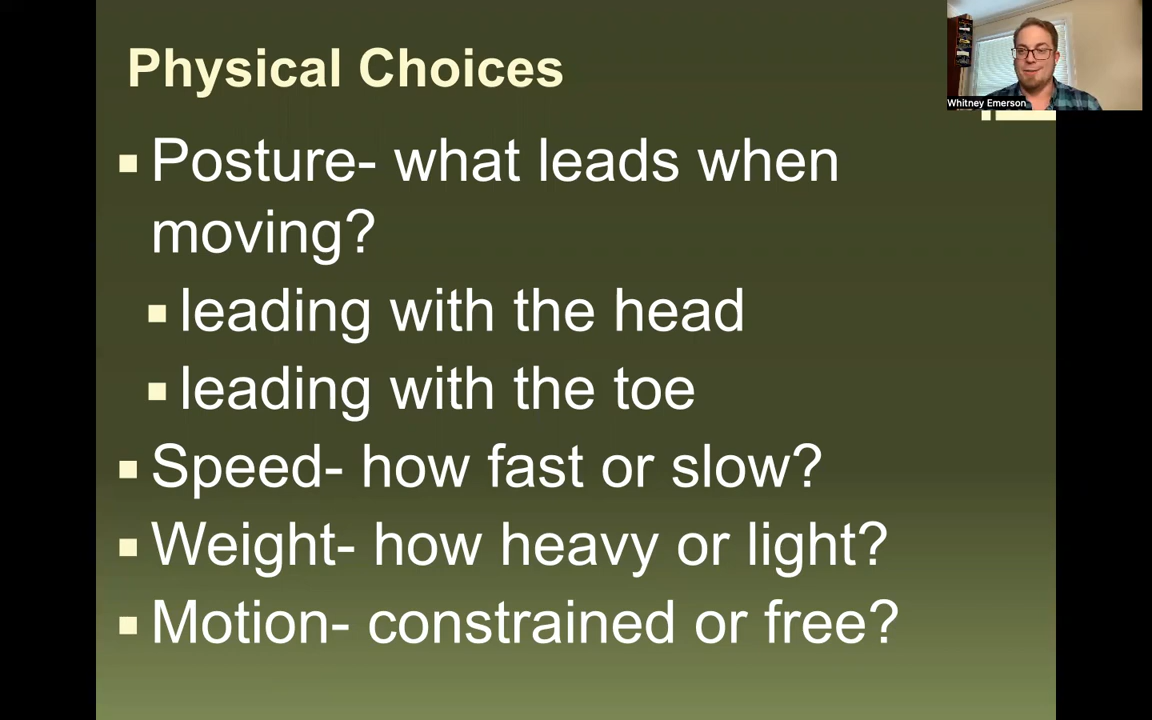 Physical Choices
Whitney Emerson
Posture- what leads when
moving?
leading with the head
leading with the toe
Speed- how fast or slow?
Weight- how heavy or light?
Motion- constrained or free?